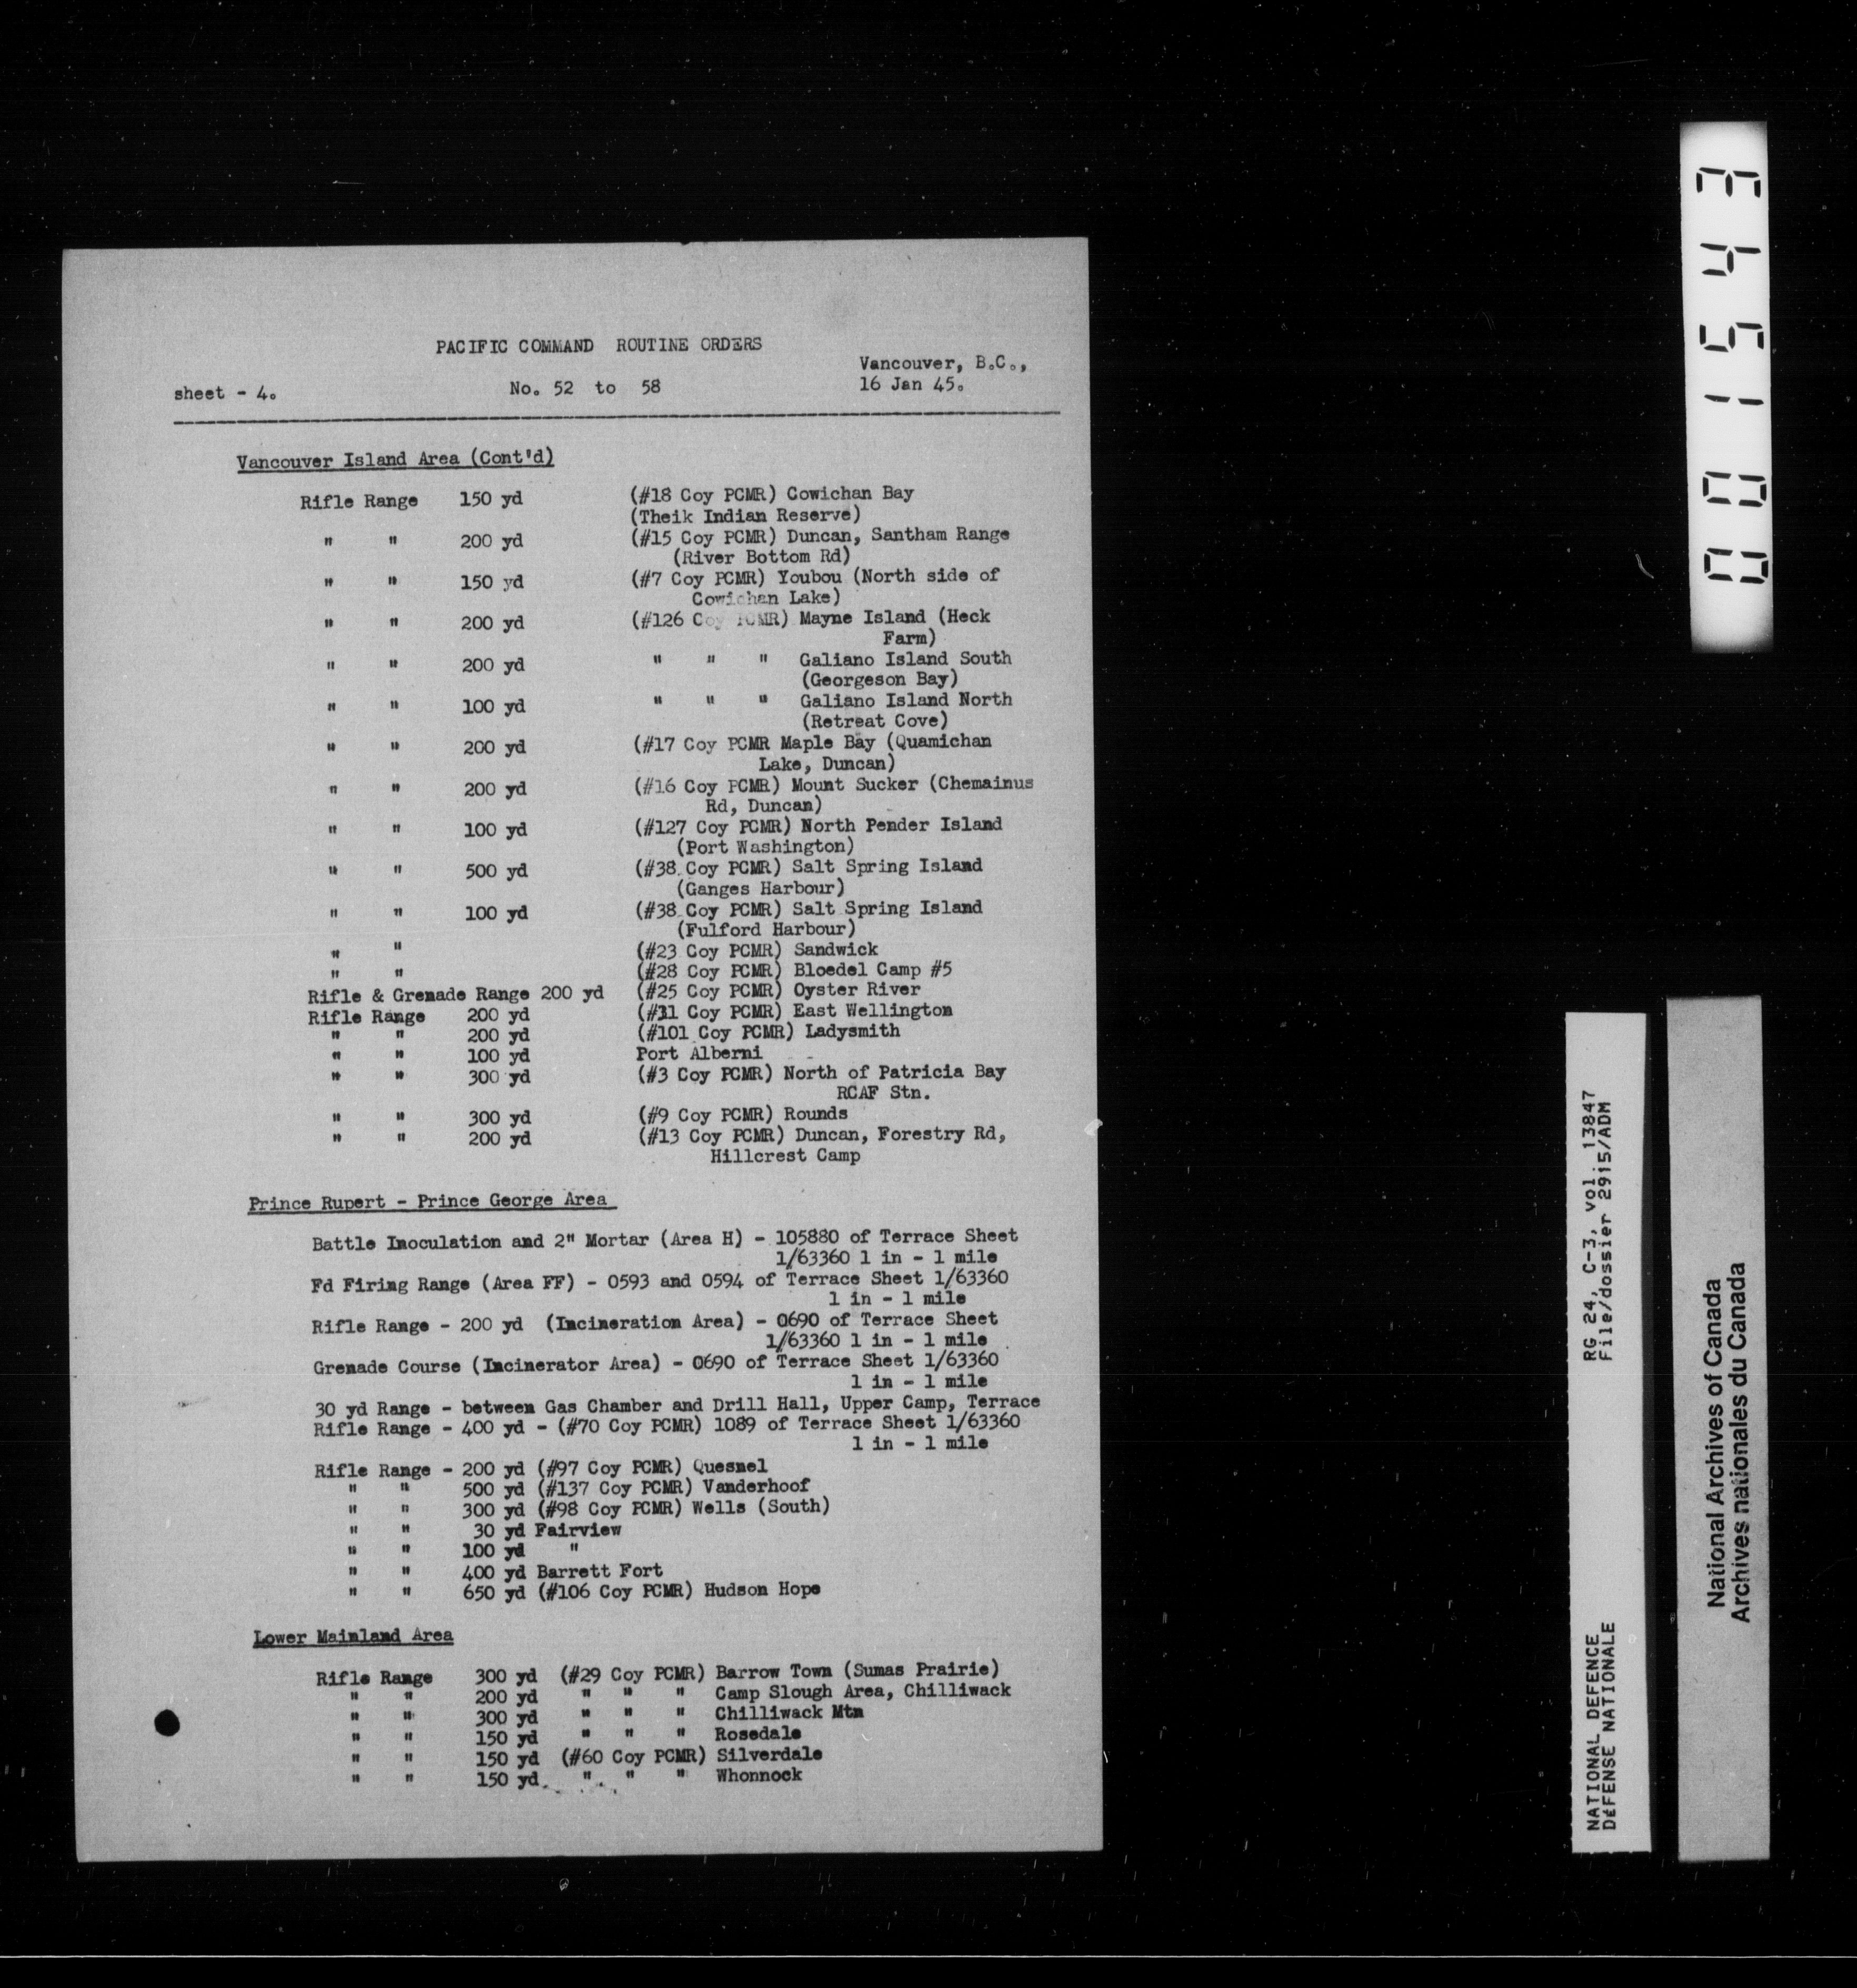 PACIFIC COMMAND ROUTINE ORDERS
Vancouver, B.C.,
sheet - 4. No. 52 to 58 16 Jan 45.
Vancouver Island Area (Cont'd)
Rifle Range 150 yd (#18 Coy PCMR) Cowichan Bay
(Theik Indian Reserve)
" " 200 yd (#15 Coy PCMR) Duncan, Santham Range
(River Bottom Rd)
" " 150 yd (#7 Coy PCMR) Youbou (North side of
Cowichan Lake)
" " 200 yd (#126 Coy PCMR) Mayne Island (Heck
Farm)
" " 200 yd " " " Galiano Island South
(Georgeson Bay)
" " 100 yd " " " Galiano Island North
(Retreat Cove)
" " 200 yd (#17 Coy PCMR Maple Bay (Quamichan
Lake, Duncan)
" " 200 yd (#16 Coy PCMR) Mount Sucker (Chemainus
Rd, Duncan)
" " 100 yd (#127 Coy PCMR) North Pender Island
(Port Washington)
" " 500 yd (#38 Coy PCMR) Salt Spring Island
(Ganges Harbour)
" " 100 yd (#38 Coy PCMR) Salt Spring Island
(Fulford Harbour)
" " (#23 Coy PCMR) Sandwick
" " (#28 Coy PCMR) Bloedel Camp #5
Rifle & Grenade Range 200 yd (#25 Coy PCMR) Oyster River
Rifle Range 200 yd (#31 Coy PCMR) East Wellington
" " 200 yd (#101 Coy PCMR) Ladysmith
" " 100 yd Port Alberni
" " 300 yd (#3 Coy PCMR) North of Patricia Bay
RCAF Stn.
" " 300 yd (#9 Coy PCMR) Rounds
" " 200 yd (#13 Coy PCMR) Duncan, Forestry Rd,
Hillcrest Camp
Prince Rupert - Prince George Area
Battle Inoculation and 2" Mortar (Area H) - 105880 of Terrace Sheet
1/63360 1 in - 1 mile
Fd Firing Range (Area FF) - 0593 and 0594 of Terrace Sheet 1/63360
1 in - 1 mile
Rifle Range - 200 yd (Incineration Area) - 0690 of Terrace Sheet
1/63360 1 in - 1 mile
Grenade Course (Incinerator Area) - 0690 of Terrace Sheet 1/63360
1 in - 1 mile
30 yd Range - between Gas Chamber and Drill Hall, Upper Camp, Terrace
Rifle Range - 400 yd - (#70 Coy PCMR) 1089 of Terrace Sheet 1/63360
1 in - 1 mile
Rifle Range - 200 yd (#97 Coy PCMR) Quesnel
" " 500 yd (#137 Coy PCMR) Vanderhoof
" " 300 yd (#98 Coy PCMR) Wells (South)
" " 30 yd Fairview
" " 100 yd "
" " 400 yd Barrett Fort
" " 650 yd (#106 Coy PCMR) Hudson Hope
Lower Mainland Area
Rifle Range 300 yd (#29 Coy PCMR) Barrow Town (Sumas Prairie)
" " 200 yd " " " Camp Slough Area, Chilliwack
" " 300 yd " " " Chilliwack Mtn
" " 150 yd " " " Rosedale
" " 150 yd (#60 Coy PCMR) Silverdale
" " 150 yd. " " " Whonnock
001543
NATIONAL DEFENCE RG 24, C-3, vol. 13847
DéFENSE NATIONALE File/dossier 2915/ADM
National Archives of Canada
Archives nationales du Canada